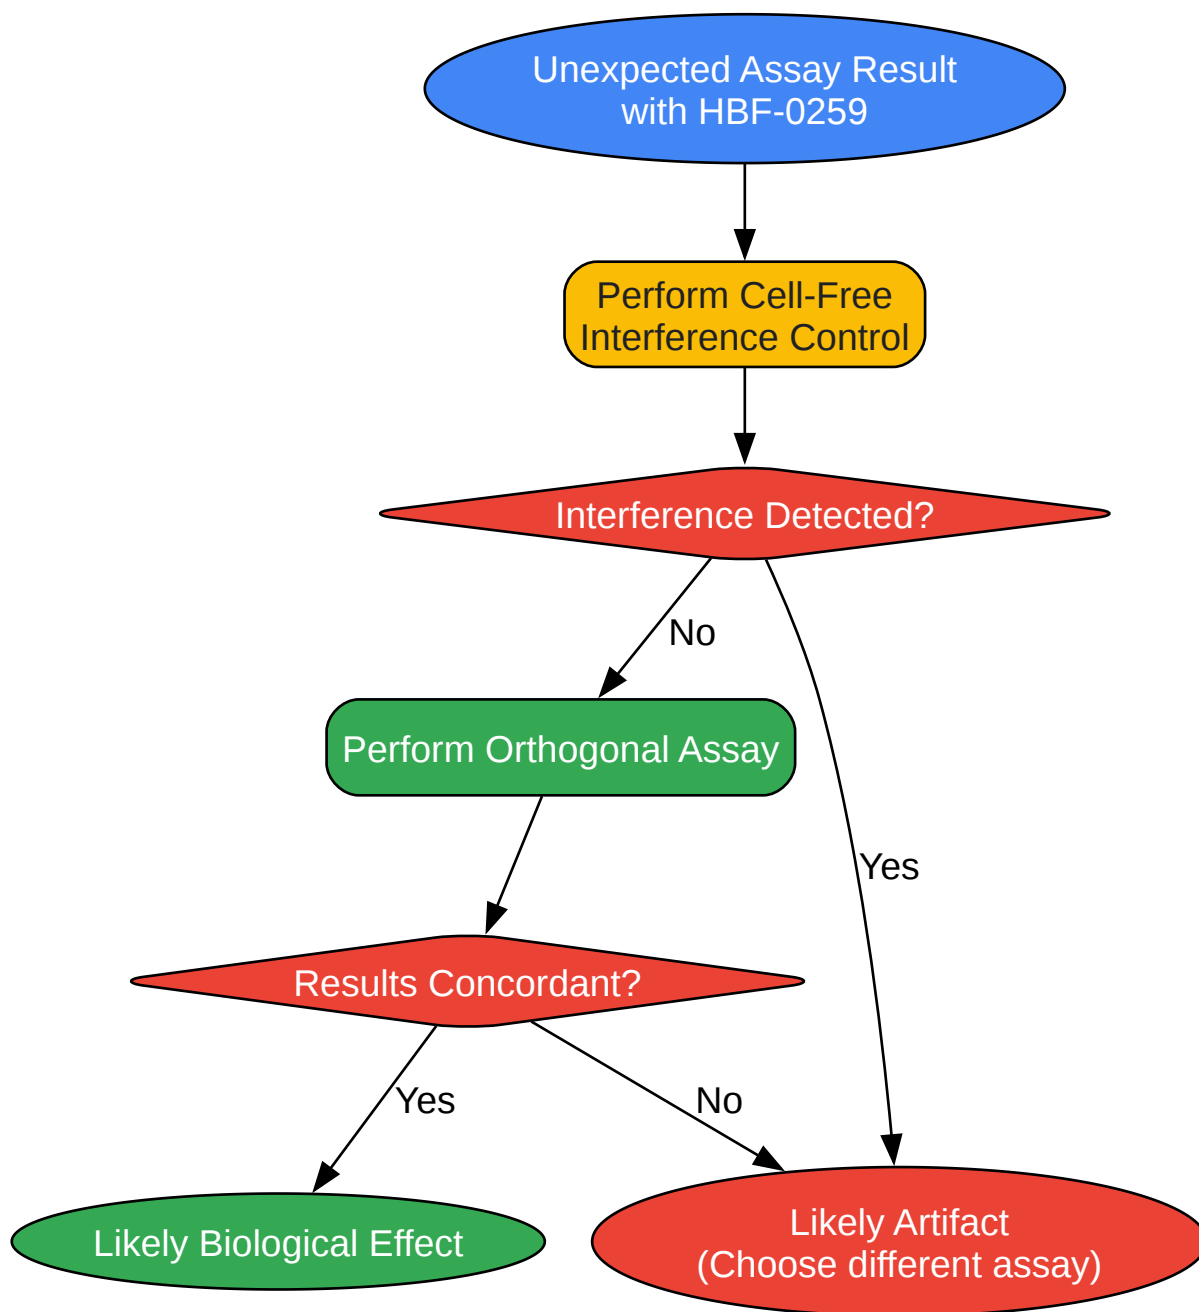 Unexpected Assay Result
with HBF-0259
Perform Cell-Free
Interference Control
Interference Detected?
No
Perform Orthogonal Assay
Yes
Results Concordant?
Yes
No
Likely Biological Effect
Likely Artifact
(Choose different assay)